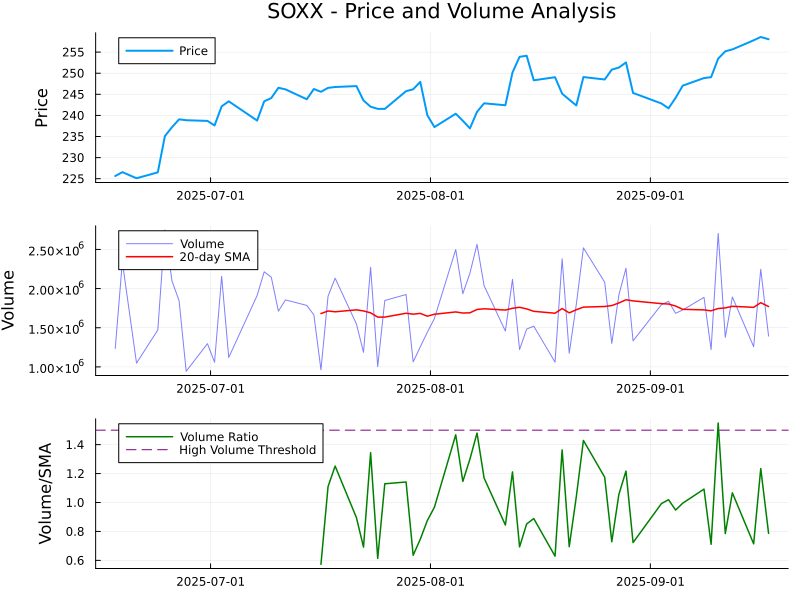 SOXX - Price and Volume Analysis
Price
Price
255
250
245
240
235
230
225
2025-07-01
2025-08-01
2025-09-01
Volume
Volume
20-day SMA
2.50×10⁶
2.00×10⁶
1.50×10⁶
1.00×10⁶
2025-07-01
2025-08-01
2025-09-01
Volume/SMA
Volume Ratio
High Volume Threshold
1.4
1.2
1.0
0.8
0.6
2025-07-01
2025-08-01
2025-09-01